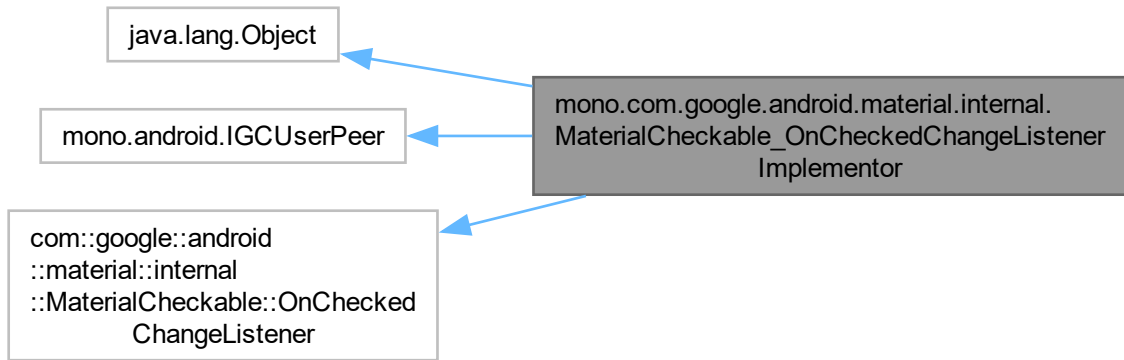 java.lang.Object
mono.android.IGCUserPeer
com::google::android
::material::internal
::MaterialCheckable::OnChecked
ChangeListener
mono.com.google.android.material.internal.
MaterialCheckable_OnCheckedChangeListener
Implementor